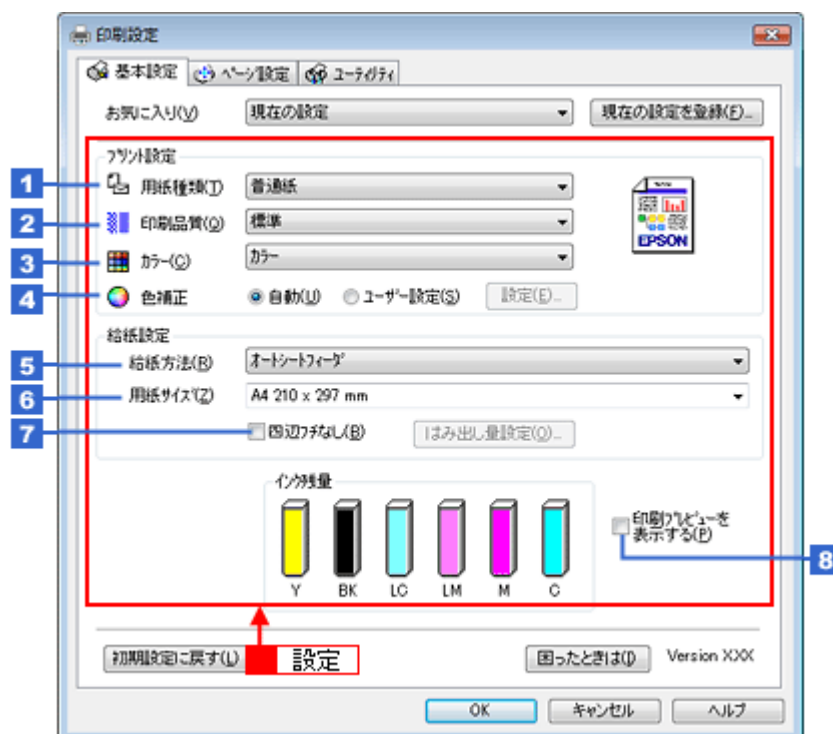 印刷設定
基本設定 ページ設定 ユーティリティ
お気に入り(V) 現在の設定 現在の設定を登録(F)...
プリント設定
1 用紙種類(T) 普通紙
2 印刷品質(Q) 標準
EPSON
3 カラー(C) カラー
4 色補正 自動(U) ユーザー設定(S) 設定(E)...
給紙設定
5 給紙方法(R) オートシートフィーダ
6 用紙サイズ(Z) A4 210 x 297 mm
7 四辺フチなし(B) はみ出し量設定(O)...
インク残量
印刷プレビューを
表示する(P)
8
Y BK LC LM M C
初期設定に戻す(L) 設定 困ったときは(I) Version XXX
OK キャンセル ヘルプ